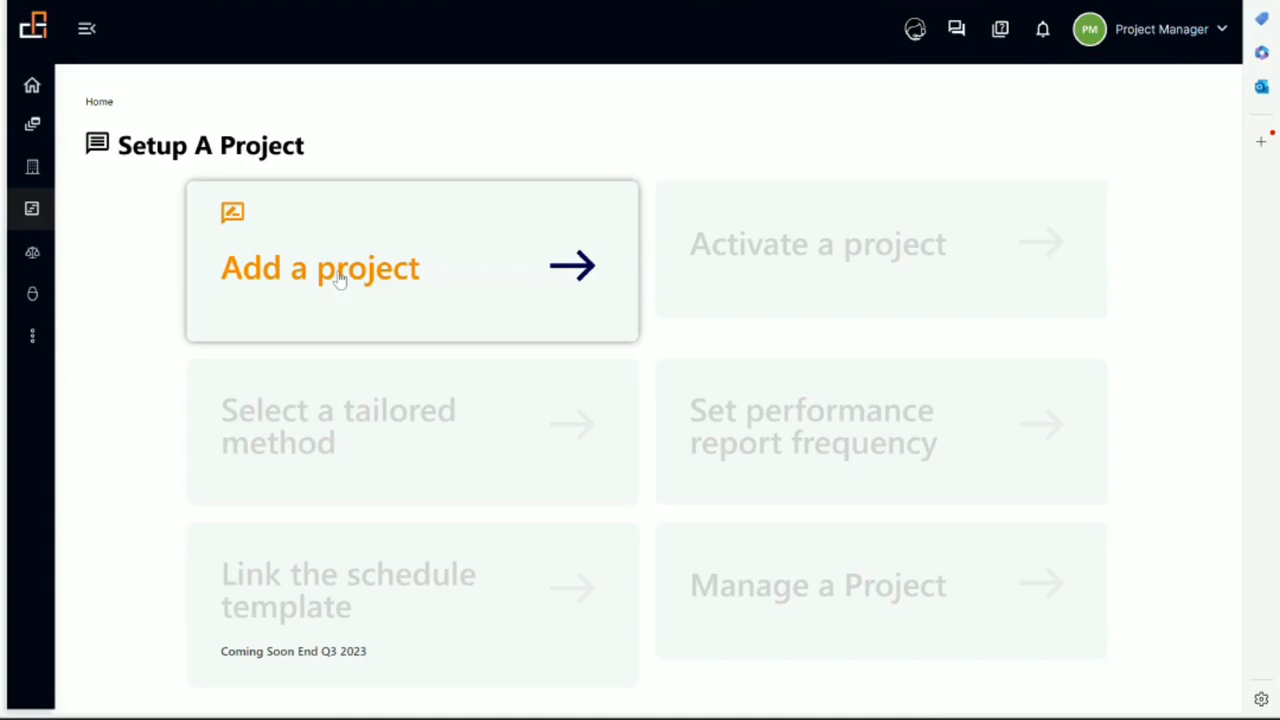 PM Project Manager
Home
Setup A Project
Add a project
Activate a project
Select a tailored
method
Set performance
report frequency
Link the schedule
template
Coming Soon End Q3 2023
Manage a Project